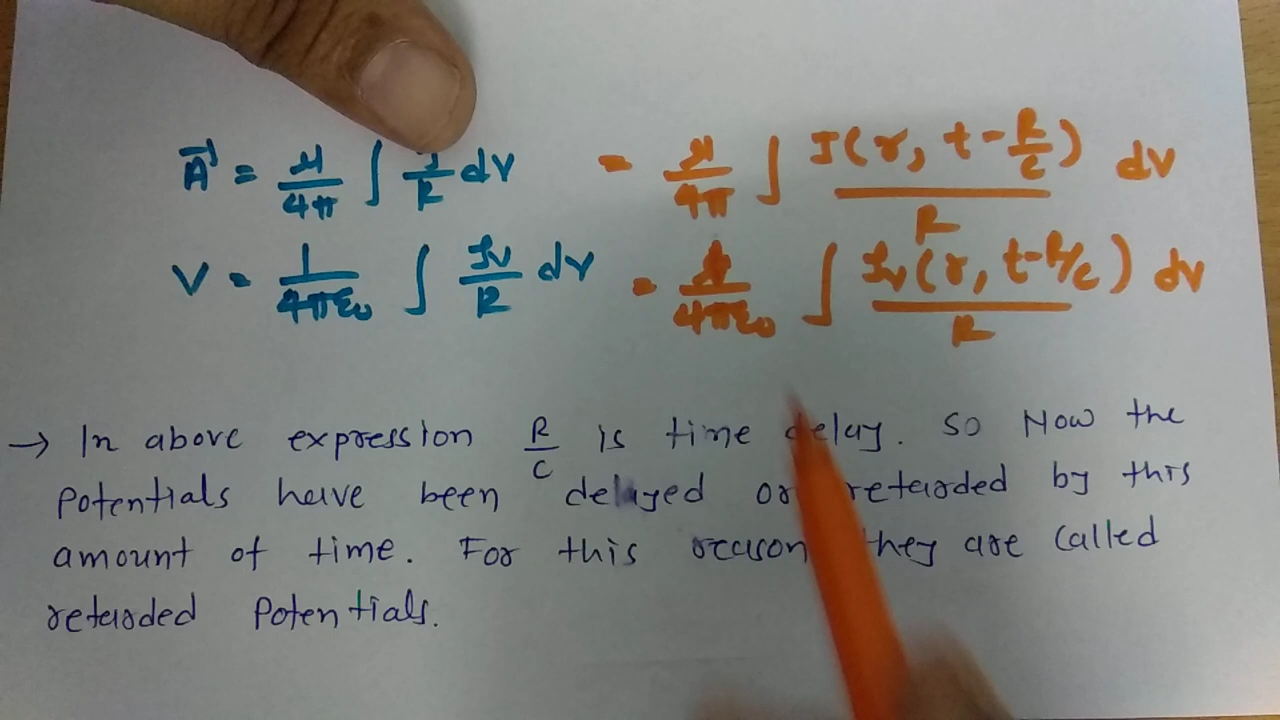 A⃗ = μ/4π ∫ J/R dv = μ/4π ∫ J(r, t-R/c)/R dv
V = 1/4πε₀ ∫ ρv/R dv = 1/4πε₀ ∫ ρv(r, t-R/c)/R dv
→ In above expression R/C is time delay. So Now the
Potentials have been delayed or retarded by this
amount of time. For this reason they are called
retarded Potentials.